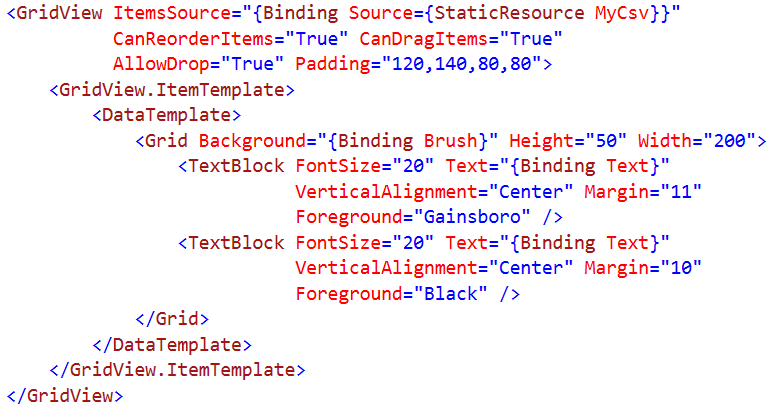 <GridView ItemsSource="{Binding Source={StaticResource MyCsv}}"
CanReorderItems="True" CanDragItems="True"
AllowDrop="True" Padding="120,140,80,80">
<GridView.ItemTemplate>
<DataTemplate>
<Grid Background="{Binding Brush}" Height="50" Width="200">
<TextBlock FontSize="20" Text="{Binding Text}"
VerticalAlignment="Center" Margin="11"
Foreground="Gainsboro" />
<TextBlock FontSize="20" Text="{Binding Text}"
VerticalAlignment="Center" Margin="10"
Foreground="Black" />
</Grid>
</DataTemplate>
</GridView.ItemTemplate>
</GridView>